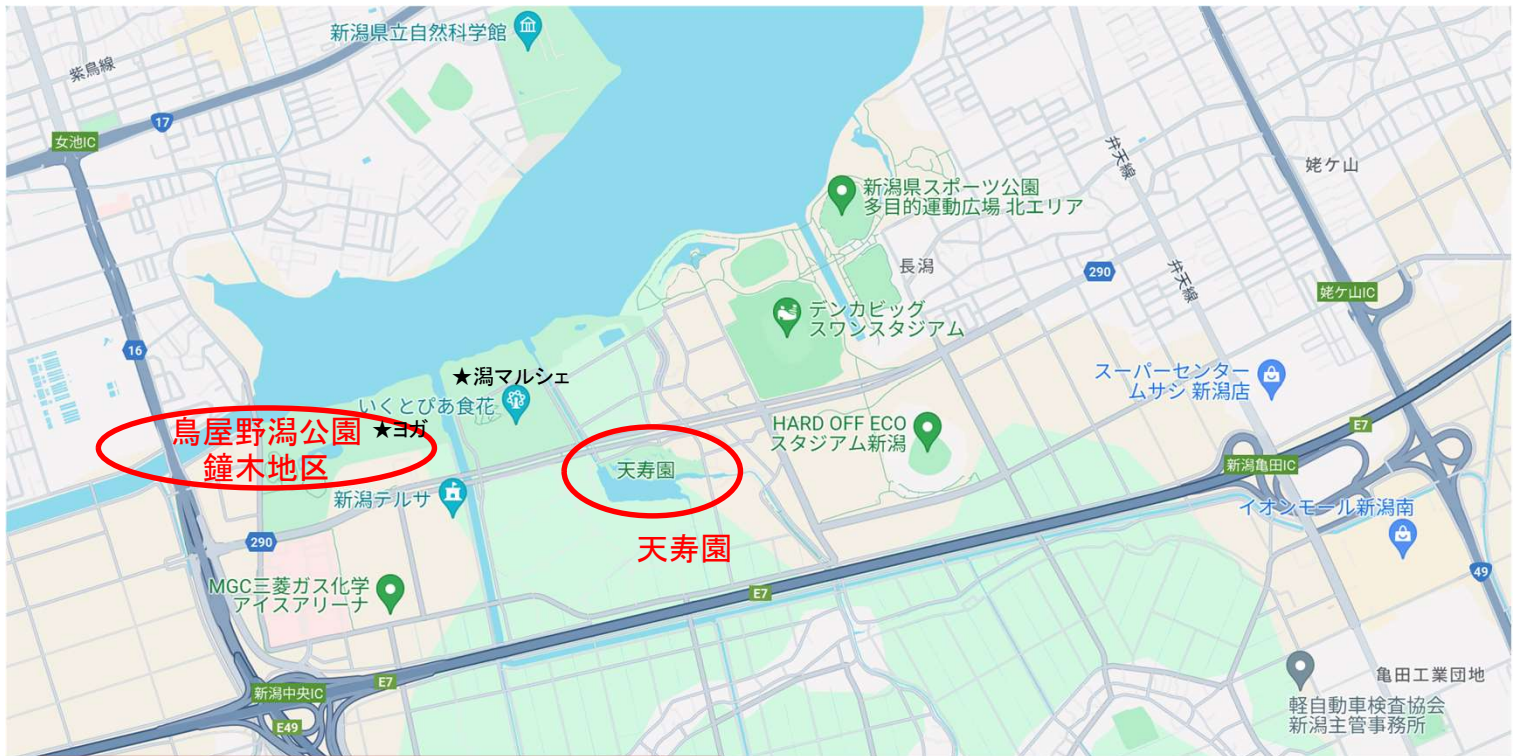 新潟県立自然科学館
紫鳥線
17
女池IC
井天線
姥ケ山
新潟県スポーツ公園
多目的運動広場 北エリア
長潟
290
井天線
姥ケ山IC
デンカビッグ
スワンスタジアム
16
★潟マルシェ
いくとぴあ食花
スーパーセンター
ムサシ 新潟店
鳥屋野潟公園
鐘木地区
★ヨガ
HARD OFF ECO
スタジアム新潟
E7
天寿園
新潟亀田IC
新潟テルサ
イオンモール新潟南
天寿園
290
49
MGC三菱ガス化学
アイスアリーナ
E7
新潟中央IC
E7
E49
亀田工業団地
軽自動車検査協会
新潟主管事務所